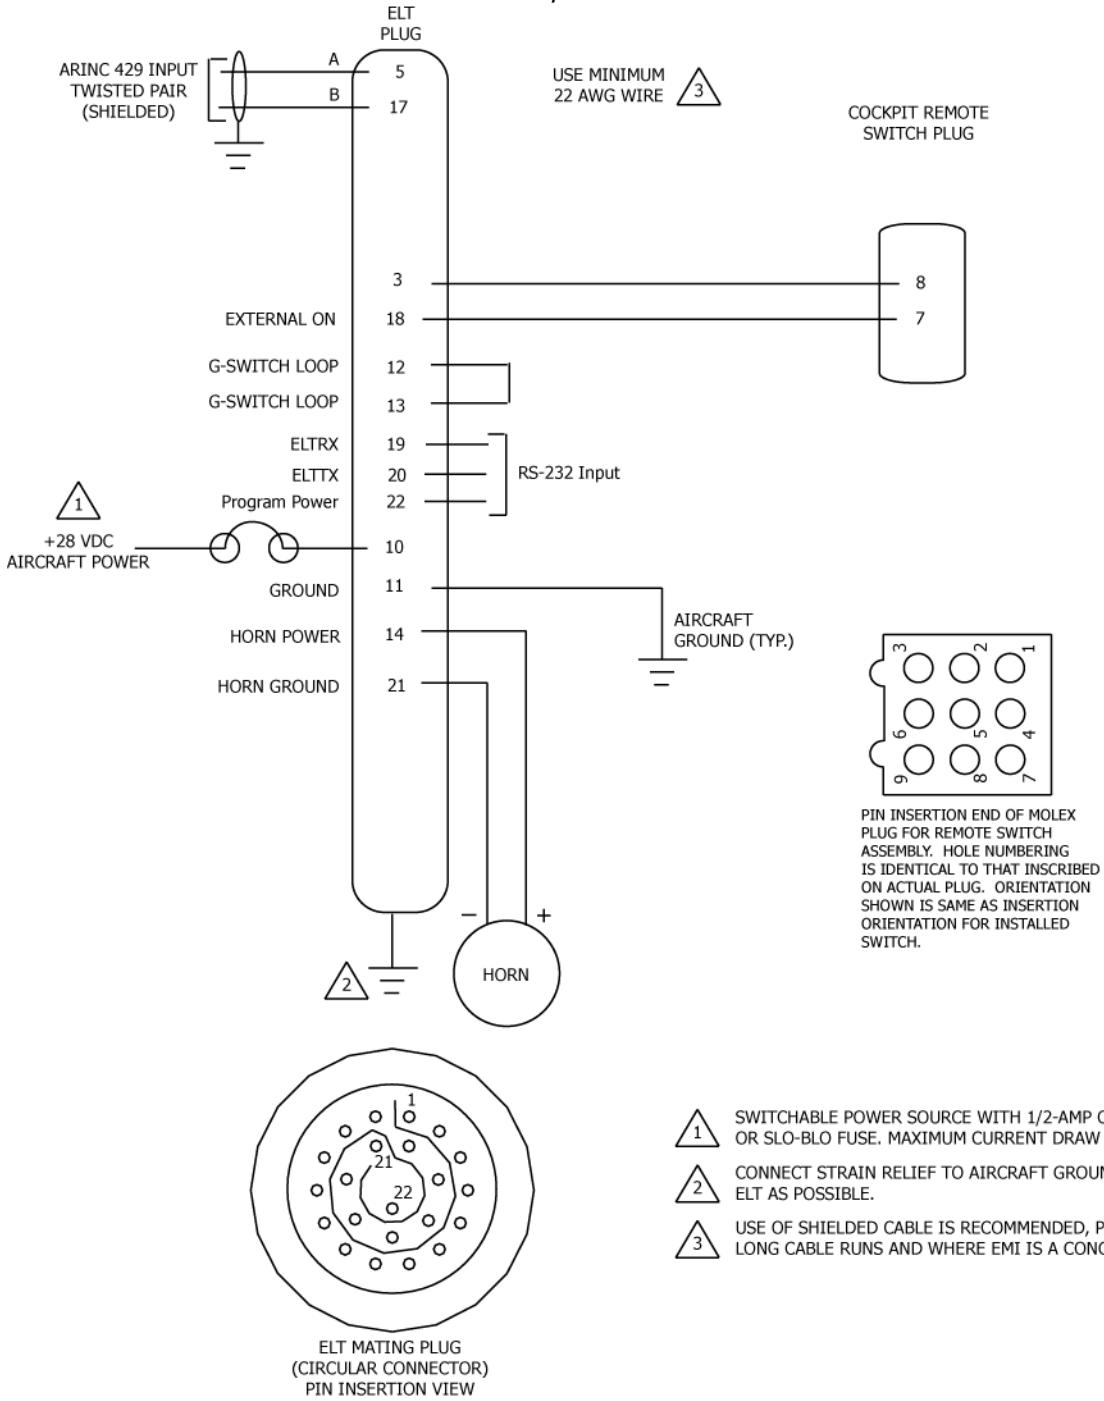 ELT
PLUG
ARINC 429 INPUT
TWISTED PAIR
(SHIELDED)
A
B
5
17
USE MINIMUM
22 AWG WIRE
3
COCKPIT REMOTE
SWITCH PLUG
3
8
EXTERNAL ON
18
7
G-SWITCH LOOP
12
G-SWITCH LOOP
13
ELTRX
19
ELTTX
20
RS-232 Input
Program Power
22
1
+28 VDC
AIRCRAFT POWER
10
GROUND
11
AIRCRAFT
GROUND (TYP.)
HORN POWER
14
HORN GROUND
21
3
2
1
6
5
4
9
8
7
PIN INSERTION END OF MOLEX
PLUG FOR REMOTE SWITCH
ASSEMBLY. HOLE NUMBERING
IS IDENTICAL TO THAT INSCRIBED
ON ACTUAL PLUG. ORIENTATION
SHOWN IS SAME AS INSERTION
ORIENTATION FOR INSTALLED
SWITCH.
− +
HORN
2
1
21
22
ELT MATING PLUG
(CIRCULAR CONNECTOR)
PIN INSERTION VIEW
1
SWITCHABLE POWER SOURCE WITH 1/2-AMP
OR SLO-BLO FUSE. MAXIMUM CURRENT DRAW
2
CONNECT STRAIN RELIEF TO AIRCRAFT
ELT AS POSSIBLE.
3
USE OF SHIELDED CABLE IS RECOMMENDED,
LONG CABLE RUNS AND WHERE EMI IS A